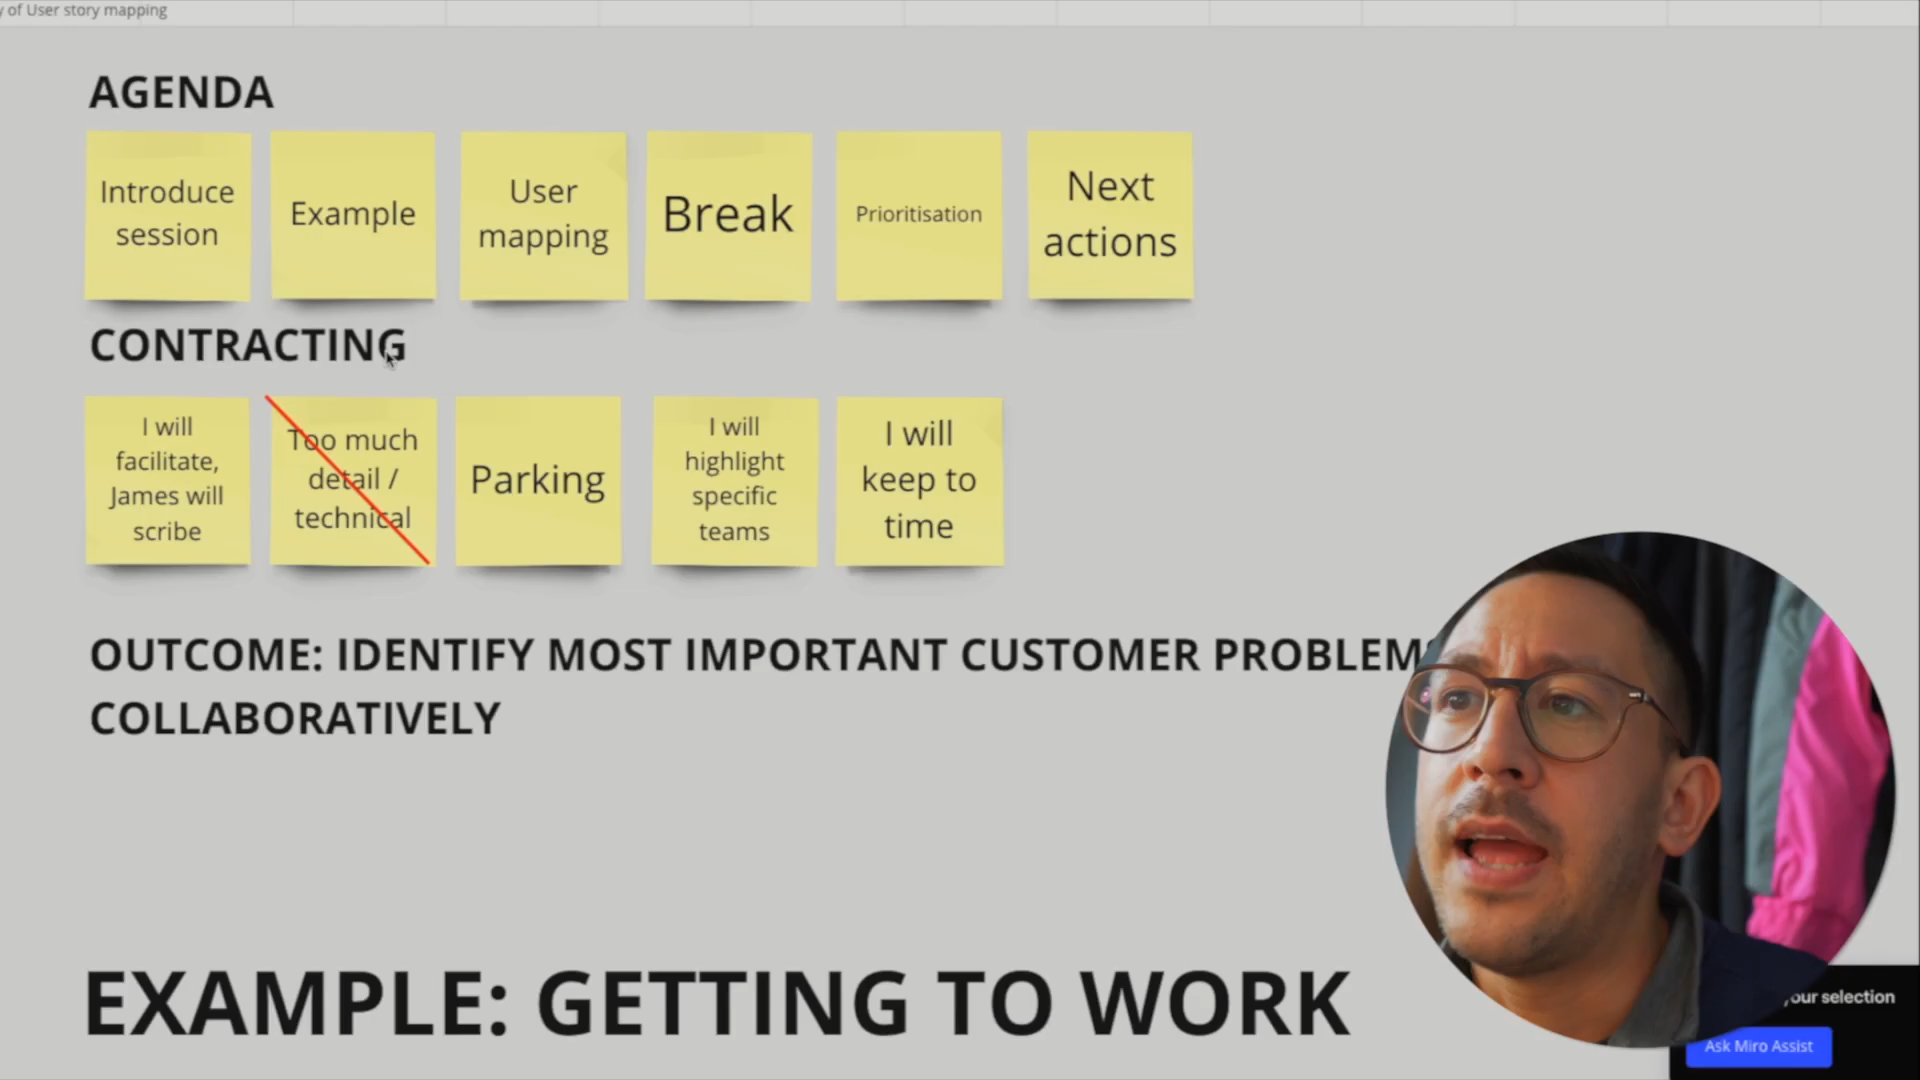 of User story mapping
AGENDA
Introduce
session
Example
User
mapping
Break
Prioritisation
Next
actions
CONTRACTING
I will
facilitate,
James will
scribe
Too much
detail /
technical
Parking
I will
highlight
specific
teams
I will
keep to
time
OUTCOME: IDENTIFY MOST IMPORTANT CUSTOMER PROBLEMS
COLLABORATIVELY
EXAMPLE: GETTING TO WORK
your selection
Ask Miro Assist